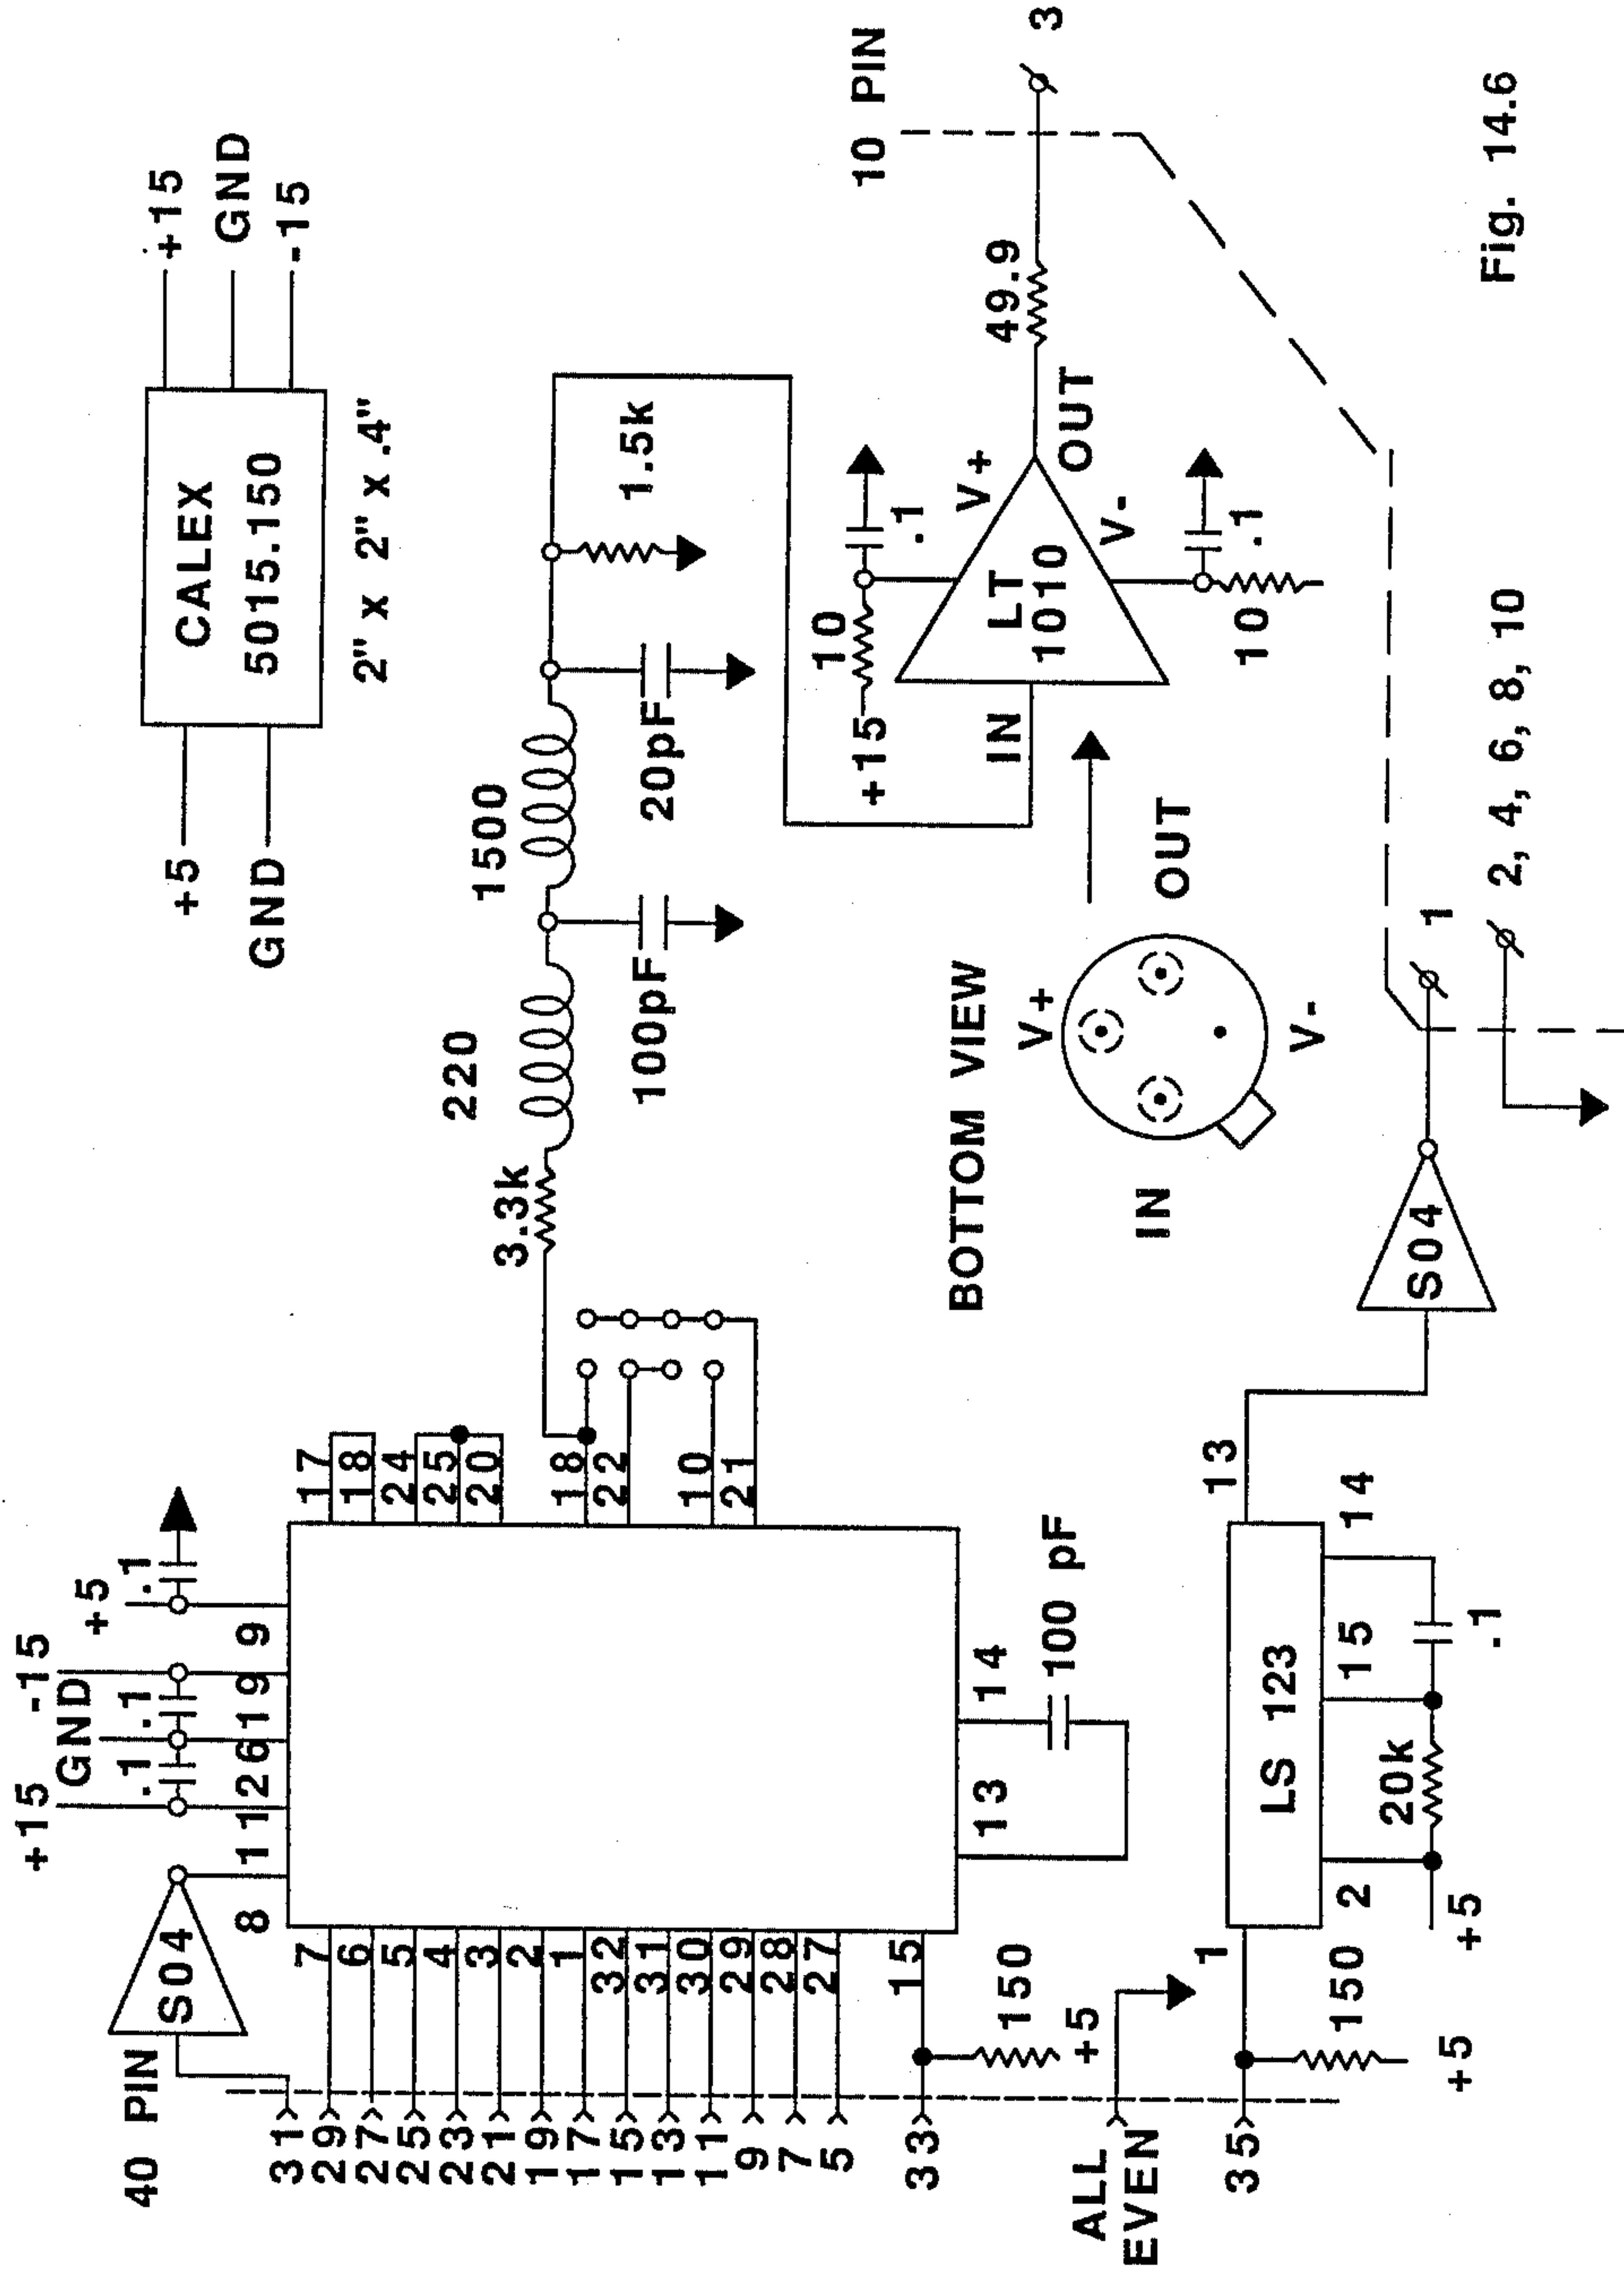 40 PIN
S04
+15
GND
-15
+5
.1
.1
.1
8
11
26
19
9
31
29
27
25
23
21
19
17
15
13
11
9
7
5
33
7
6
5
4
3
2
1
32
31
30
29
28
27
15
150
+5
17
18
24
25
20
18
22
10
21
13
14
100 pF
ALL
EVEN
35
1
150
+5
LS 123
2
15
14
13
+5
20k
.1
S04
1
2, 4, 6, 8, 10
3.3k
220
100pF
1500
20pF
1.5k
CALEX
5015.150
2" x 2" x .4"
+5
GND
+15
GND
-15
+15
10
.1
V+
IN
LT
1010
OUT
V-
10
.1
49.9
10 PIN
3
BOTTOM VIEW
V+
IN
OUT
V-
Fig. 14.6